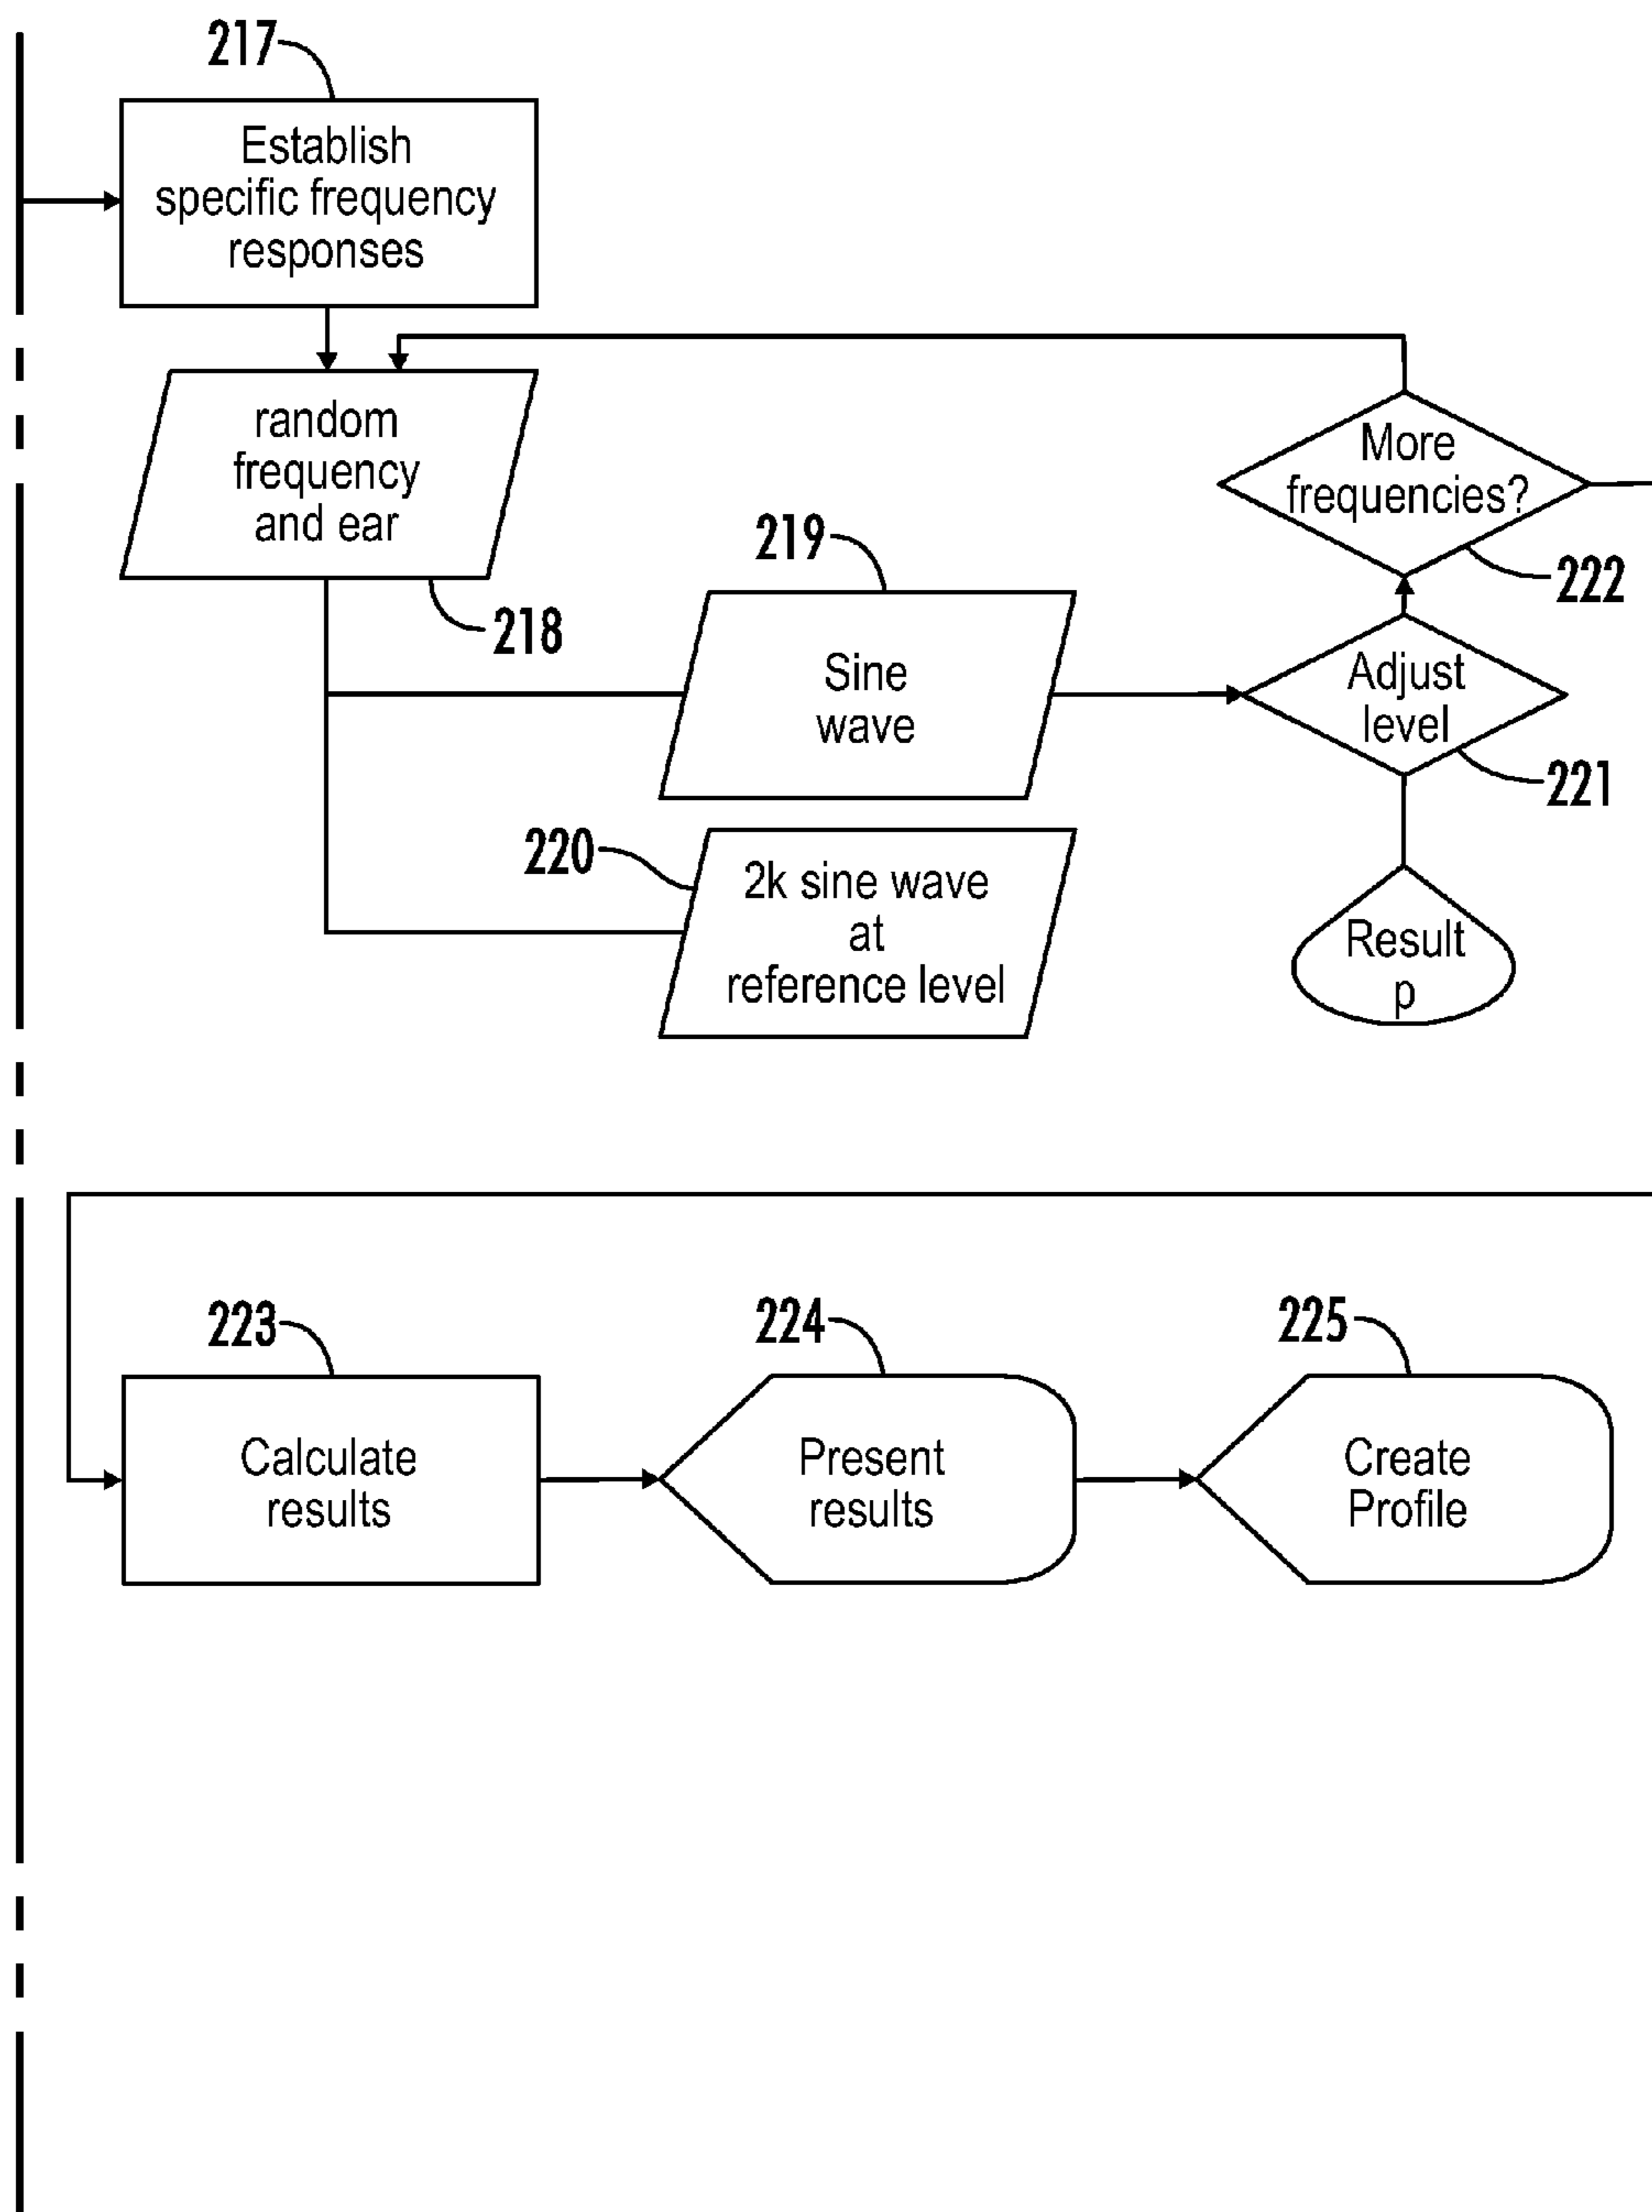 217
Establish
specific frequency
responses
random
frequency
and ear
218
219
Sine
wave
220
2k sine wave
at
reference level
More
frequencies?
222
Adjust
level
221
Result
p
223
Calculate
results
224
Present
results
225
Create
Profile